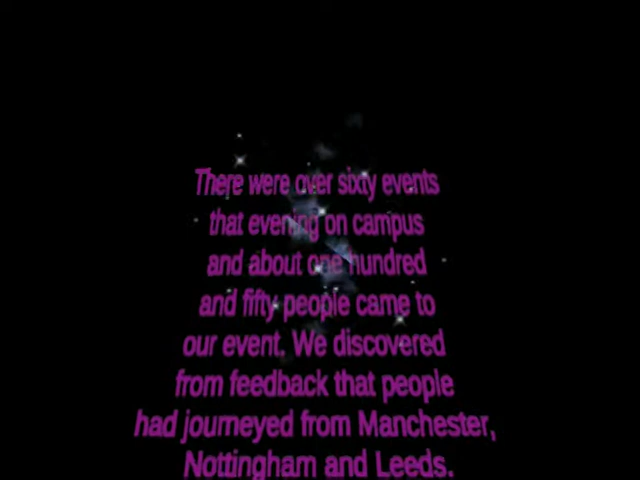 There were over sixty events
that evening on campus
and about one hundred
and fifty people came to
our event. We discovered
from feedback that people
had journeyed from Manchester,
Nottingham and Leeds.